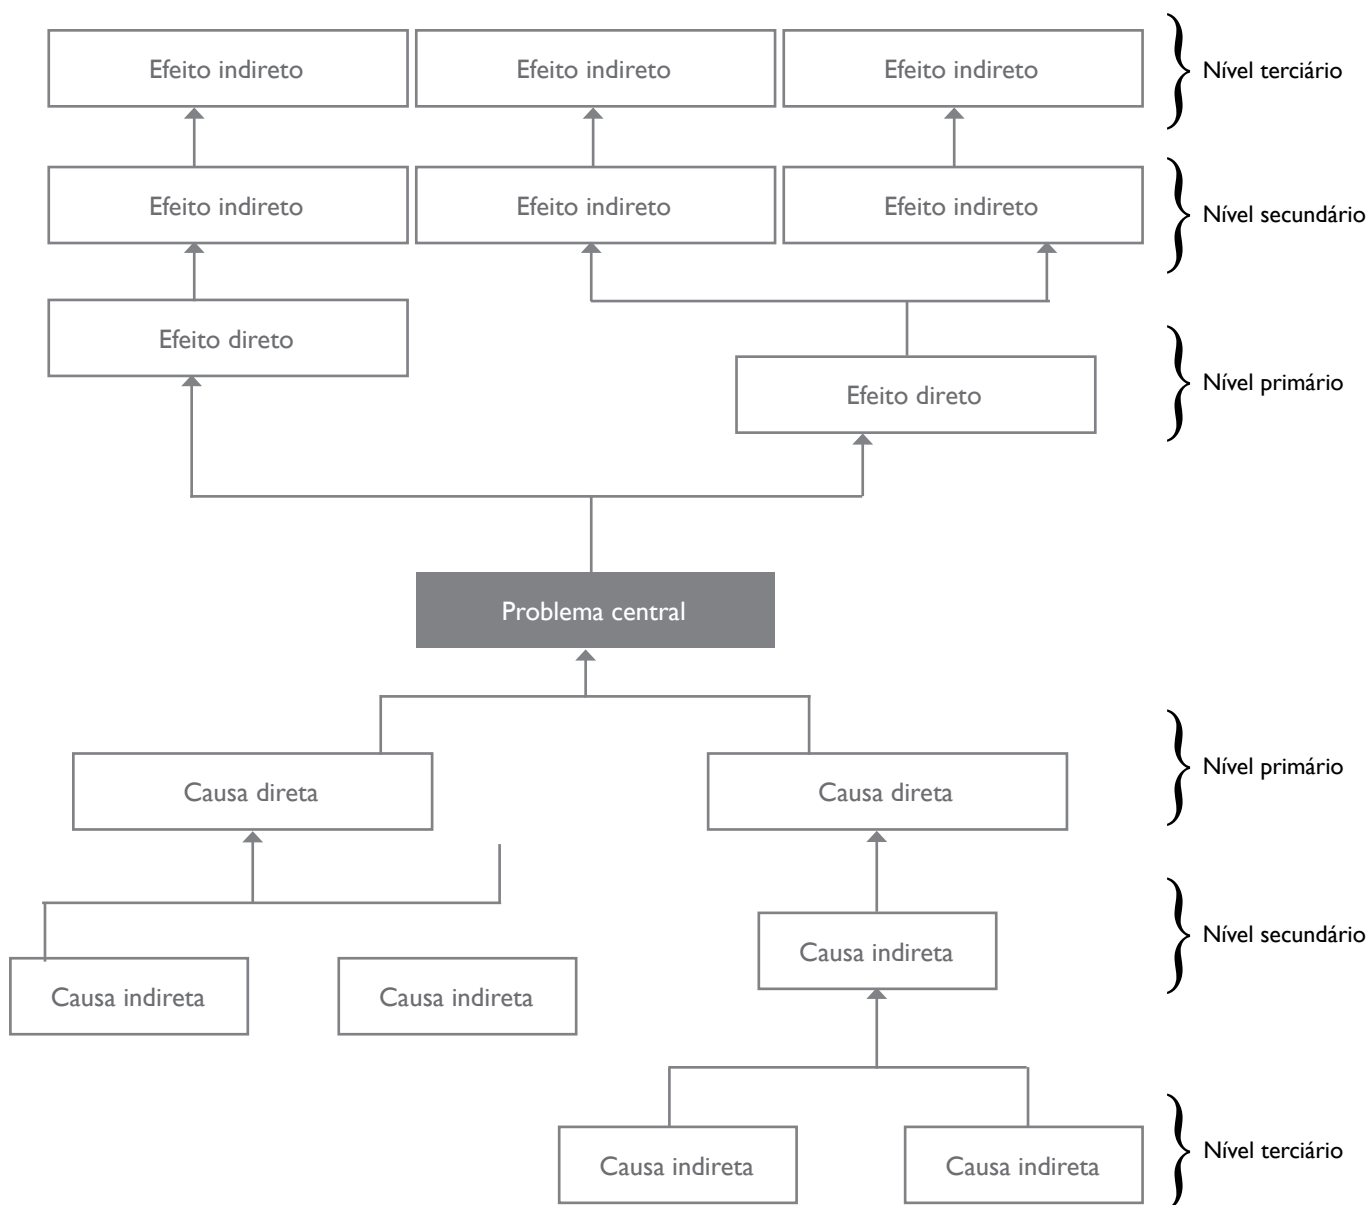 Efeito indireto
Efeito indireto
Efeito indireto
Nível terciário
Efeito indireto
Efeito indireto
Efeito indireto
Nível secundário
Efeito direto
Efeito direto
Nível primário
Problema central
Causa direta
Causa direta
Nível primário
Causa indireta
Nível secundário
Causa indireta
Causa indireta
Causa indireta
Causa indireta
Nível terciário